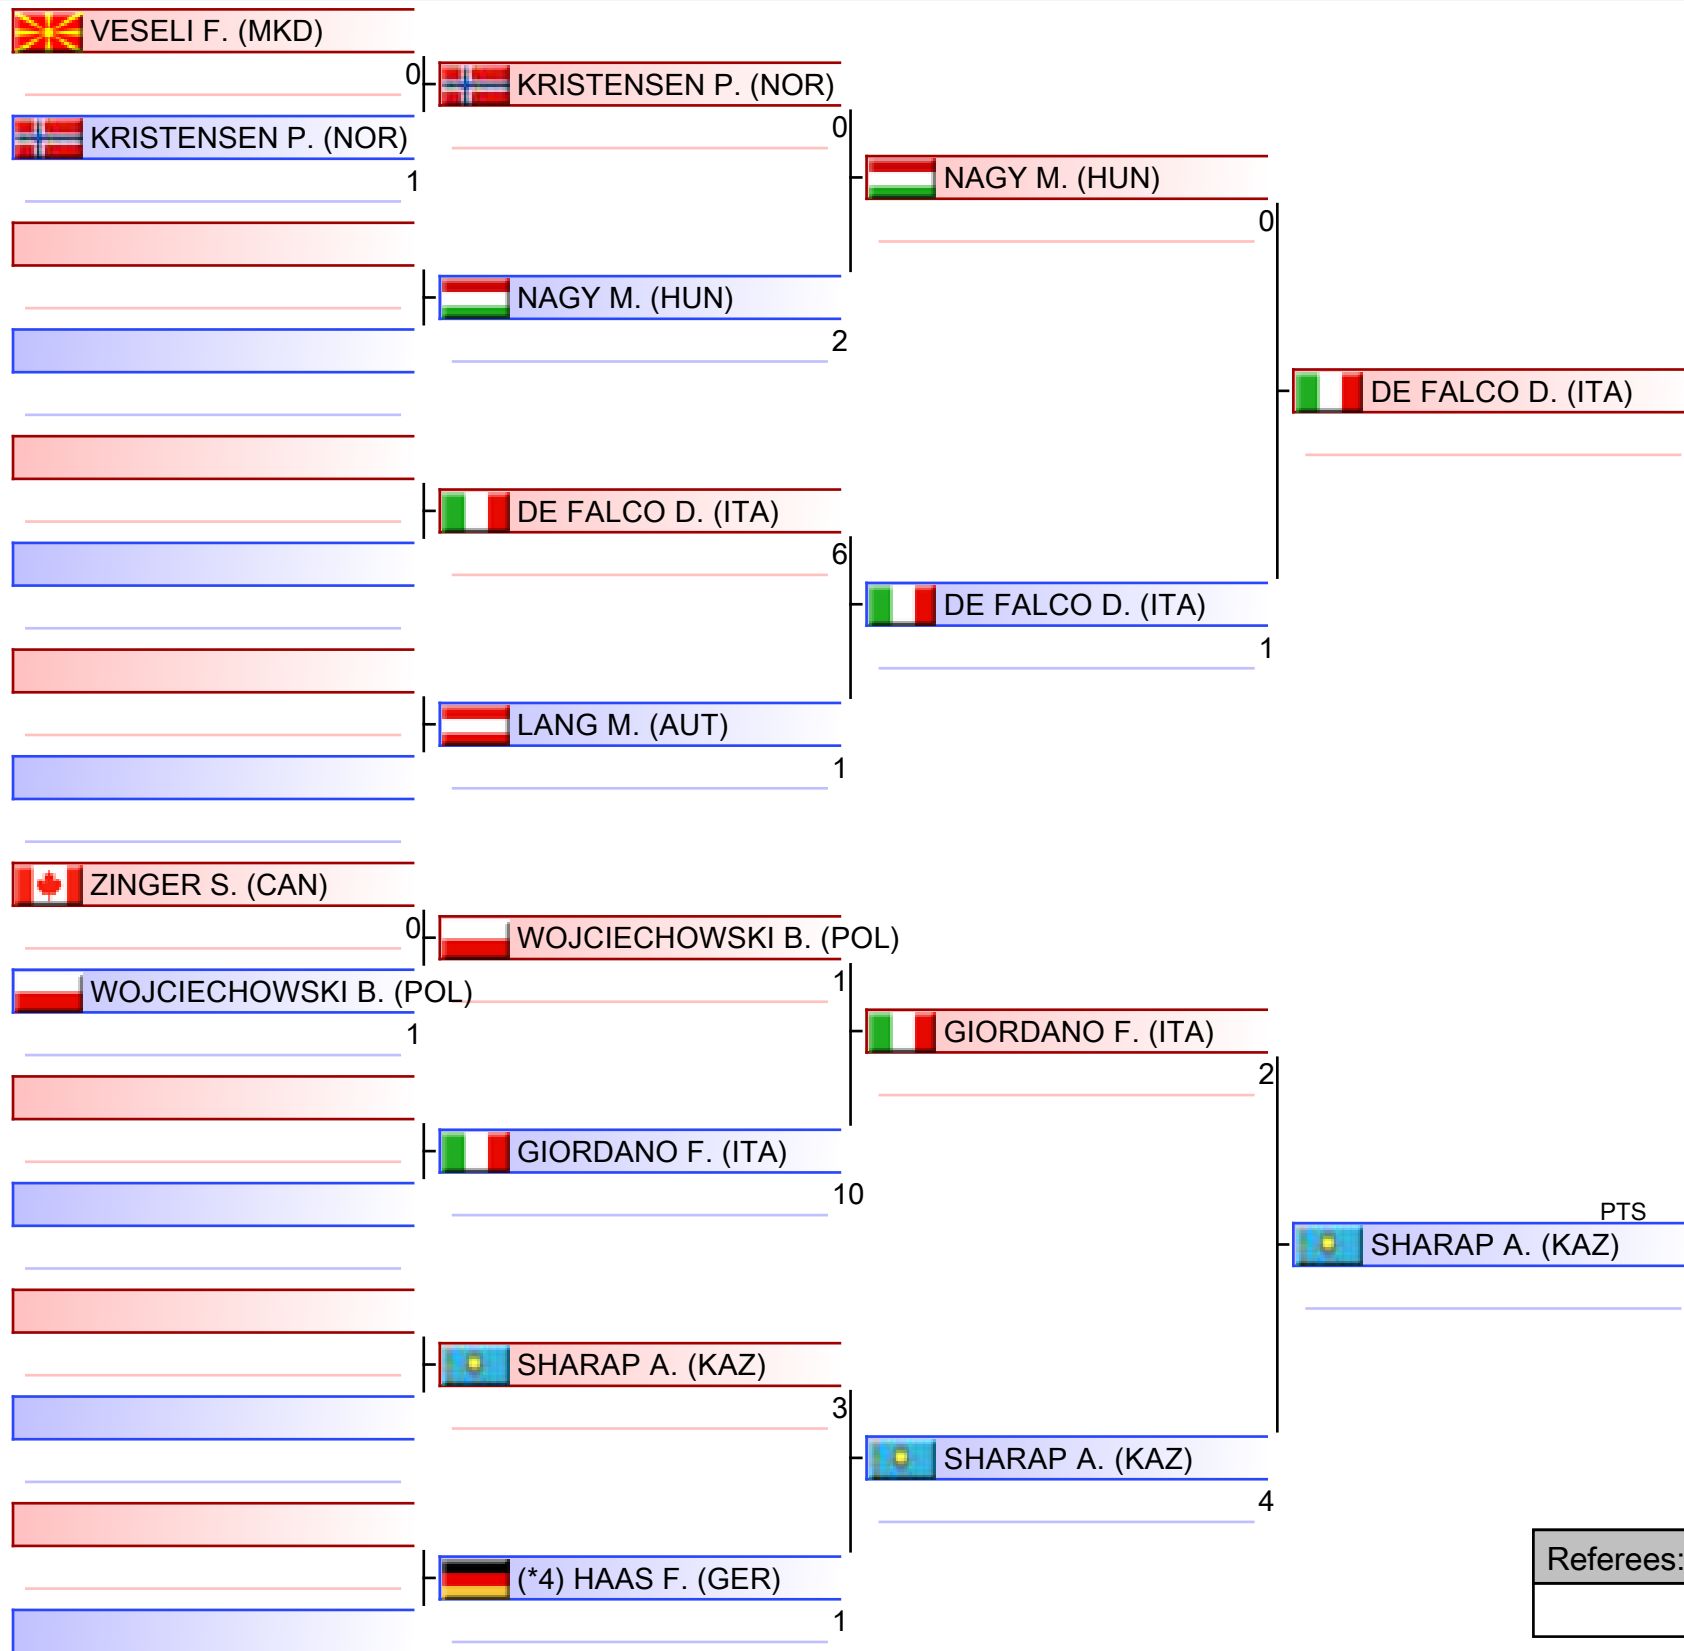 VESELI F. (MKD)
0
KRISTENSEN P. (NOR)
1
KRISTENSEN P. (NOR)
0
NAGY M. (HUN)
2
DE FALCO D. (ITA)
6
LANG M. (AUT)
1
NAGY M. (HUN)
0
DE FALCO D. (ITA)
1
DE FALCO D. (ITA)
ZINGER S. (CAN)
0
WOJCIECHOWSKI B. (POL)
1
WOJCIECHOWSKI B. (POL)
1
GIORDANO F. (ITA)
10
SHARAP A. (KAZ)
3
(*4) HAAS F. (GER)
1
GIORDANO F. (ITA)
2
SHARAP A. (KAZ)
4
PTS
SHARAP A. (KAZ)
Referees: